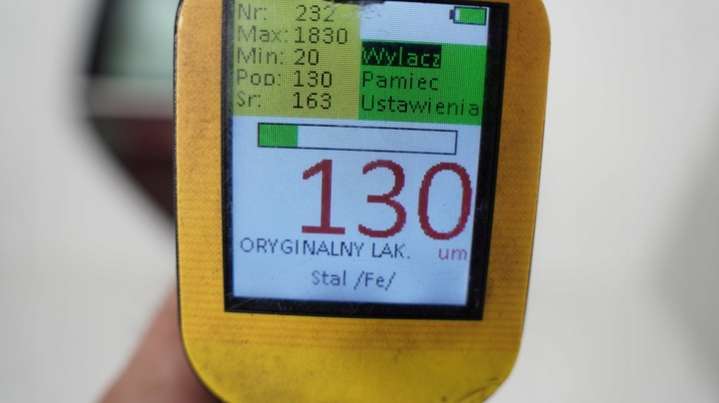 Nr: 232
Max: 1830
Min: 20
Pop: 130
Sr: 163
Wylacz
Pamiec
Ustawienia
130
um
ORYGINALNY LAK.
Stal /Fe/